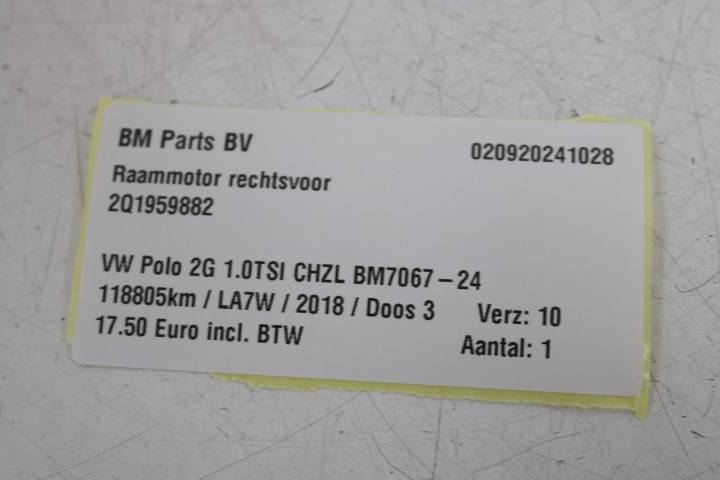 BM Parts BV 020920241028
Raammotor rechtsvoor
2Q1959882
VW Polo 2G 1.0TSI CHZL BM7067-24
118805km / LA7W / 2018 / Doos 3 Verz: 10
17.50 Euro incl. BTW Aantal: 1